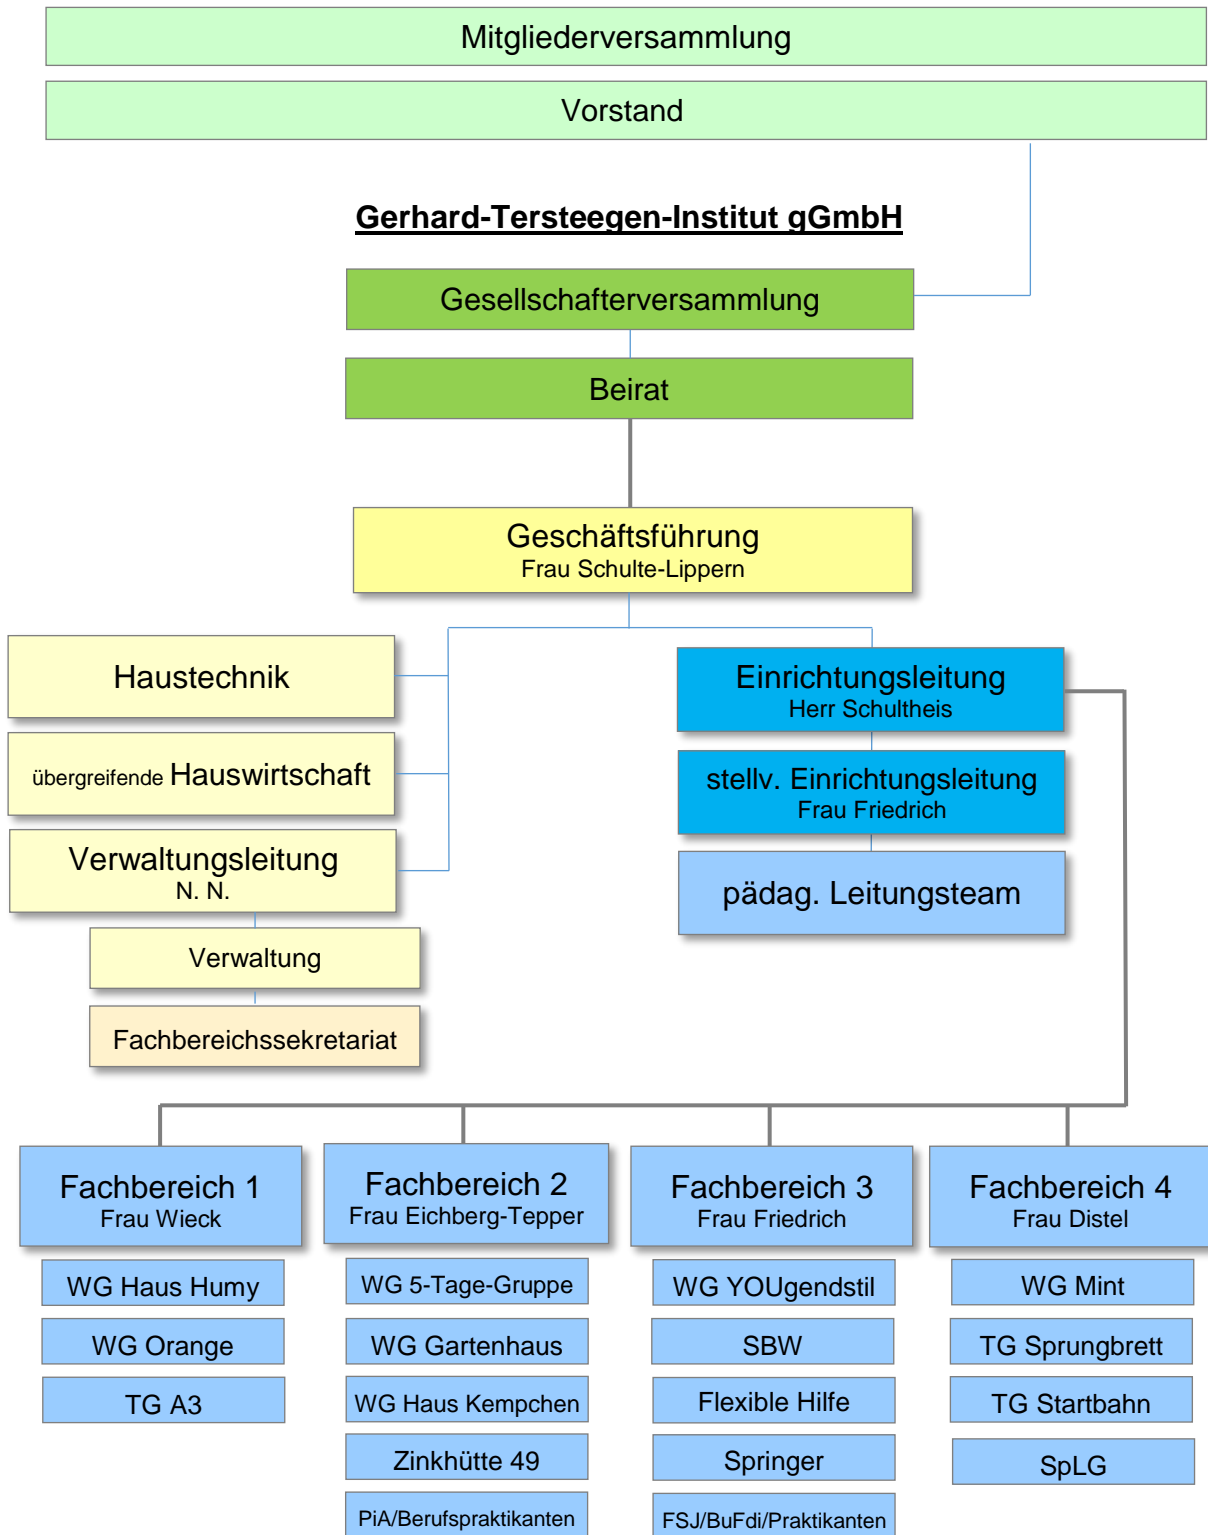 Mitgliederversammlung
Vorstand
Gerhard-Tersteegen-Institut gGmbH
Gesellschafterversammlung
Beirat
Geschäftsführung
Frau Schulte-Lippern
Haustechnik
übergreifende Hauswirtschaft
Verwaltungsleitung
N. N.
Verwaltung
Fachbereichssekretariat
Einrichtungsleitung
Herr Schultheis
stellv. Einrichtungsleitung
Frau Friedrich
pädag. Leitungsteam
Fachbereich 1
Frau Wieck
WG Haus Humy
WG Orange
TG A3
Fachbereich 2
Frau Eichberg-Tepper
WG 5-Tage-Gruppe
WG Gartenhaus
WG Haus Kempchen
Zinkhütte 49
PiA/Berufspraktikanten
Fachbereich 3
Frau Friedrich
WG YOUgendstil
SBW
Flexible Hilfe
Springer
FSJ/BuFdi/Praktikanten
Fachbereich 4
Frau Distel
WG Mint
TG Sprungbrett
TG Startbahn
SpLG